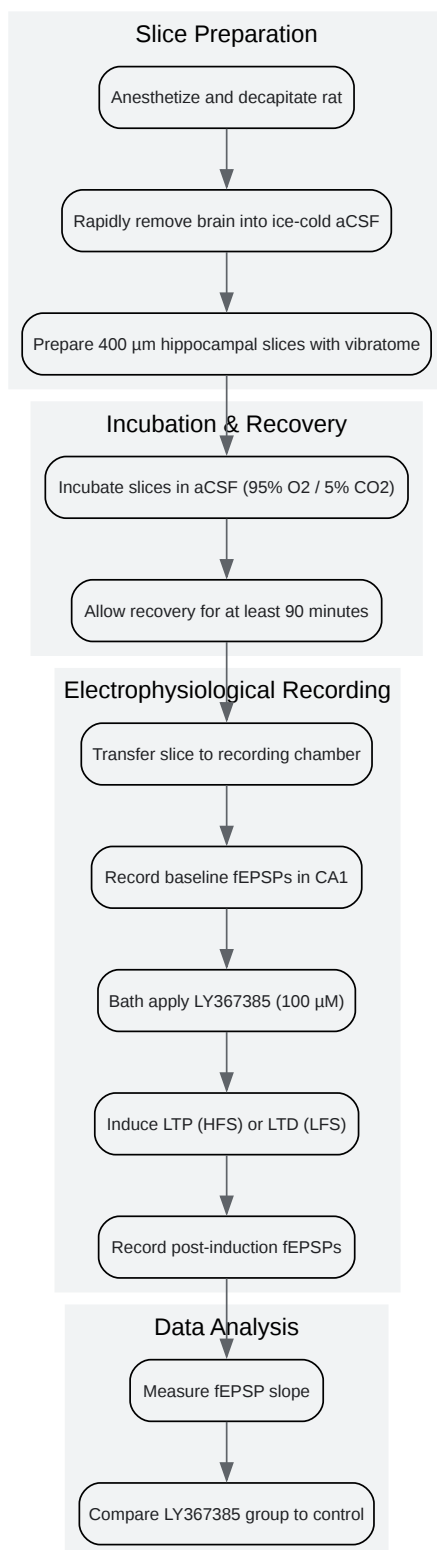 Slice Preparation
Anesthetize and decapitate rat
Rapidly remove brain into ice-cold aCSF
Prepare 400 µm hippocampal slices with vibratome
Incubation & Recovery
Incubate slices in aCSF (95% O2 / 5% CO2)
Allow recovery for at least 90 minutes
Electrophysiological Recording
Transfer slice to recording chamber
Record baseline fEPSPs in CA1
Bath apply LY367385 (100 µM)
Induce LTP (HFS) or LTD (LFS)
Record post-induction fEPSPs
Data Analysis
Measure fEPSP slope
Compare LY367385 group to control